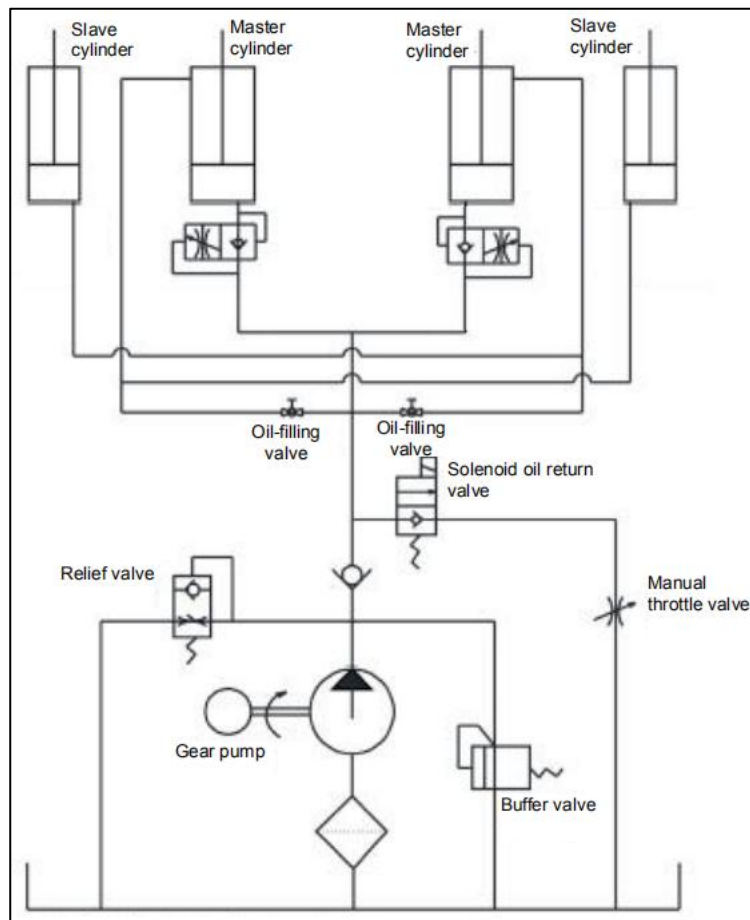 Slave
cylinder
Master
cylinder
Master
cylinder
Slave
cylinder
Oil-filling
valve
Oil-filling
valve
Solenoid oil return
valve
Relief valve
Manual
throttle valve
Gear pump
Buffer valve